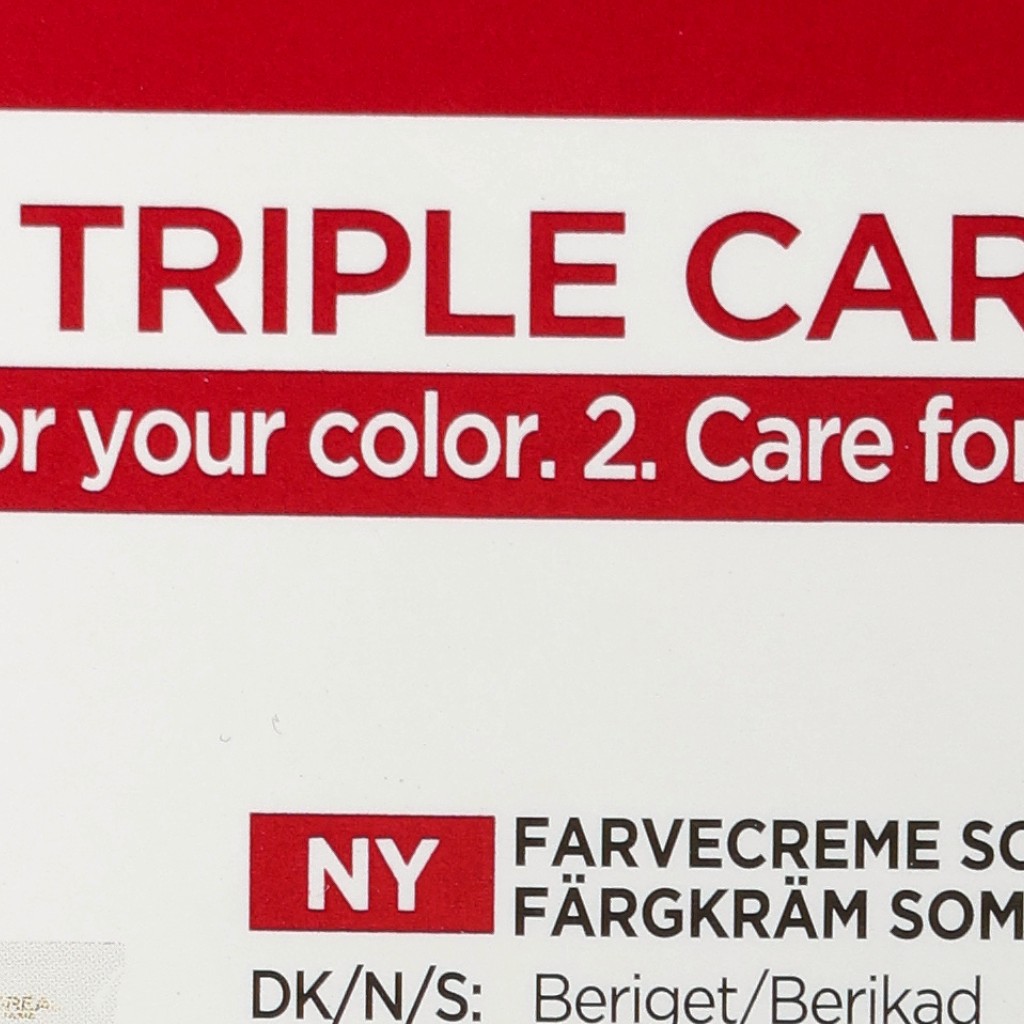 TRIPLE CAR
or your color. 2. Care for
NY
FARVECREME SO
FÄRGKRÄM SOM
DK/N/S: Beriget/Berikad